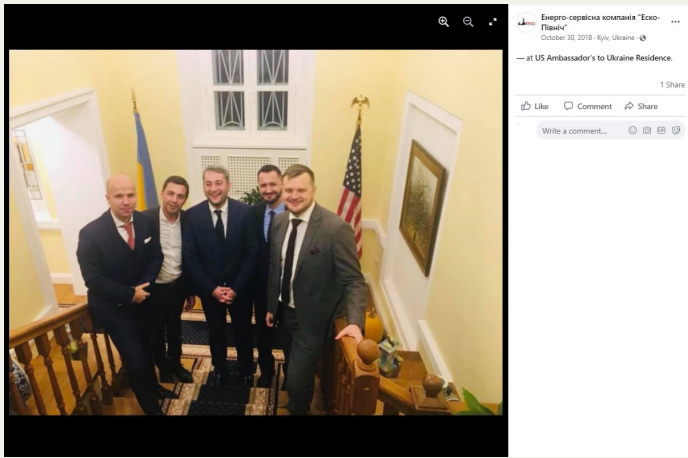 Енерго-сервісна компанія "Еско-
Північ"
October 30, 2018 · Kyiv, Ukraine ·
— at US Ambassador's to Ukraine Residence.
1 Share
Like Comment Share
Write a comment...